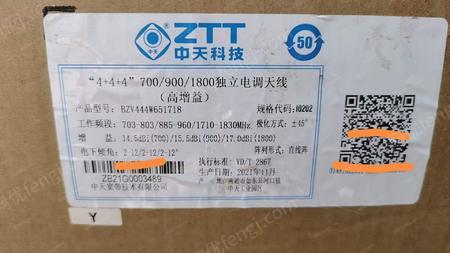 ZTT
中天
中天科技
50
“4+4+4”700/900/1800独立电调天线
（高增益）
产品型号： BZV444W651718 规格代码：10202
工作频段： 703-803/885-960/1710-1830MHz 极化方式： ±45°
增 益： 14.5dBi(700)/15.5dBi(900)/17.0dBi(1800)
电下倾角： 2-12/2-12/2-12° 阵列形式：直线阵
执行标准：YD/T 2867
ZB21G0003489 生产日期： 2021年11月
中天宽带技术有限公司
中天工业园区
Y